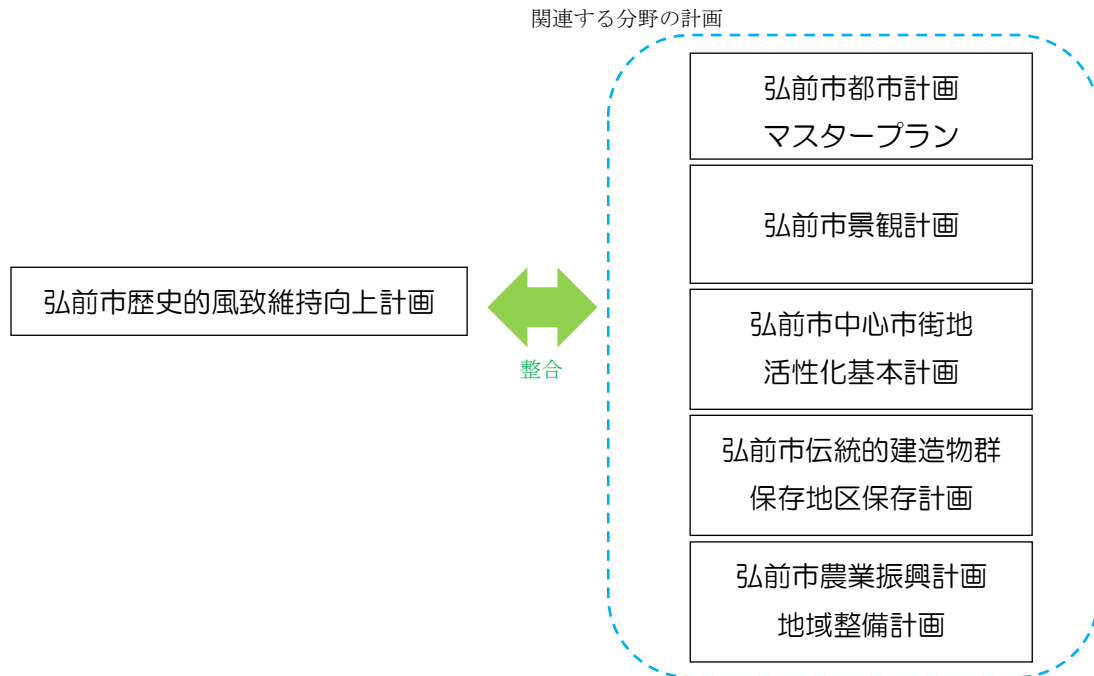 関連する分野の計画
弘前市都市計画
マスタープラン
弘前市景観計画
弘前市歴史的風致維持向上計画
整合
弘前市中心市街地
活性化基本計画
弘前市伝統的建造物群
保存地区保存計画
弘前市農業振興計画
地域整備計画